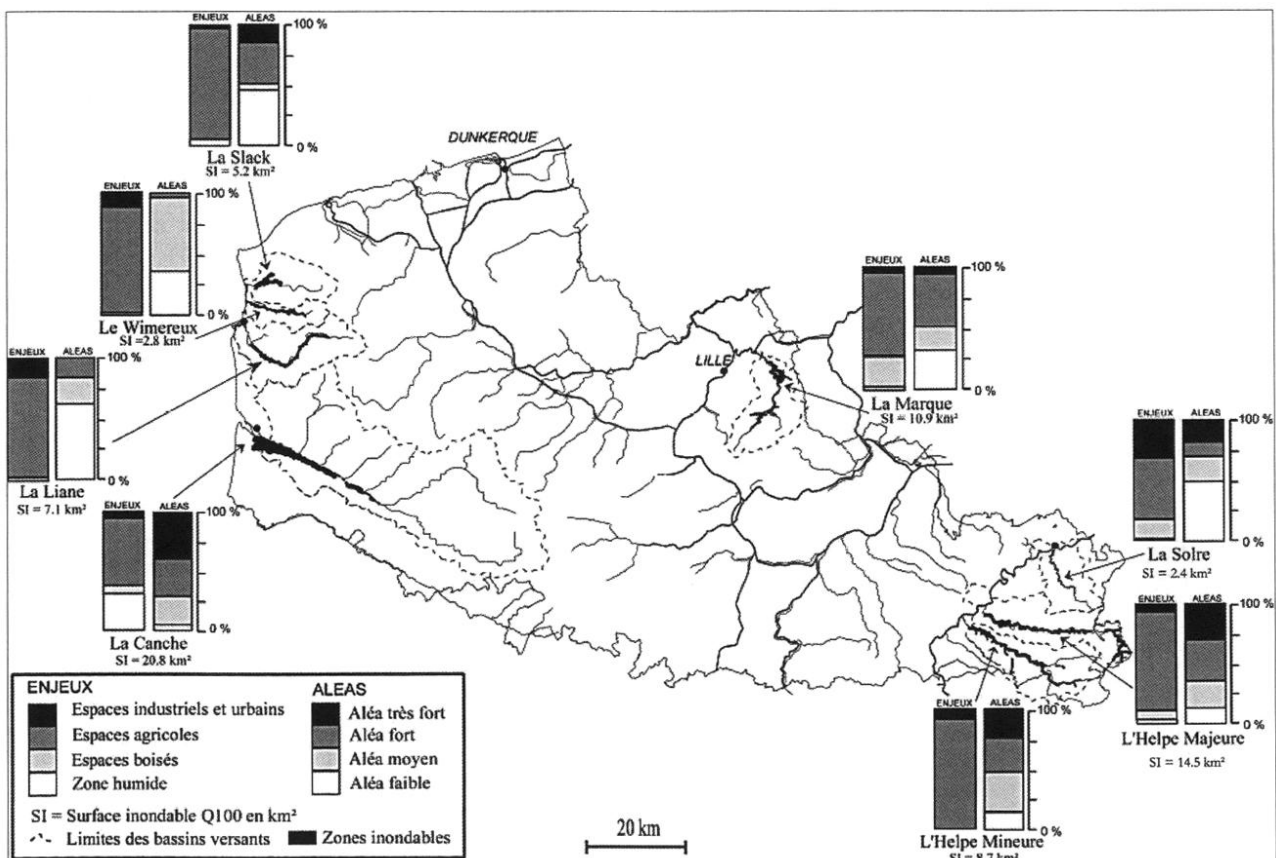 ENJEUX ALEAS
100 %
0 %
La Slack
SI = 5.2 km²
DUNKERQUE
ENJEUX ALEAS
100 %
0 %
Le Wimereux
SI =2.8 km²
ENJEUX ALEAS
100 %
0 %
La Liane
SI = 7.1 km²
ENJEUX ALEAS
100 %
0 %
La Canche
SI = 20.8 km²
LILLE
ENJEUX ALEAS
100 %
0 %
La Marque
SI = 10.9 km²
ENJEUX ALEAS
100 %
0 %
La Solre
SI = 2.4 km²
ENJEUX ALEAS
100 %
0 %
L'Helpe Majeure
SI = 14.5 km²
ENJEUX ALEAS
100 %
0 %
L'Helpe Mineure
SI = 8.7 km²
ENJEUX
Espaces industriels et urbains
Espaces agricoles
Espaces boisés
Zone humide
ALEAS
Aléa très fort
Aléa fort
Aléa moyen
Aléa faible
SI = Surface inondable Q100 en km²
Limites des bassins versants
Zones inondables
20 km